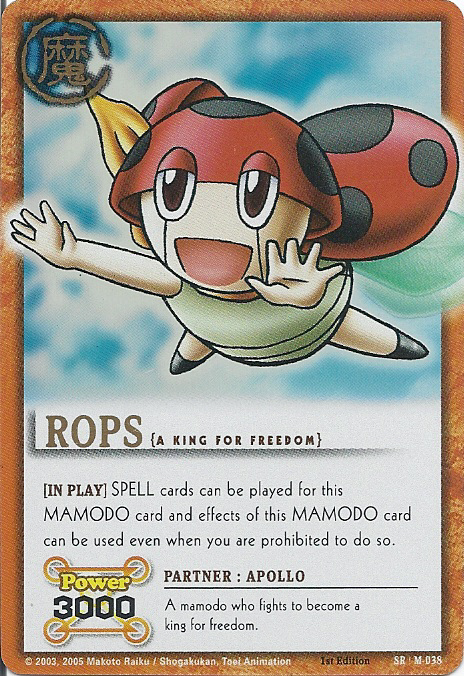 魔
ROPS {A KING FOR FREEDOM}
[IN PLAY] SPELL cards can be played for this
MAMODO card and effects of this MAMODO card
can be used even when you are prohibited to do so.
Power
3000
PARTNER : APOLLO
A mamodo who fights to become a
king for freedom.
© 2003, 2005 Makoto Raiku / Shogakukan, Toei Animation 1st Edition SR | M-038